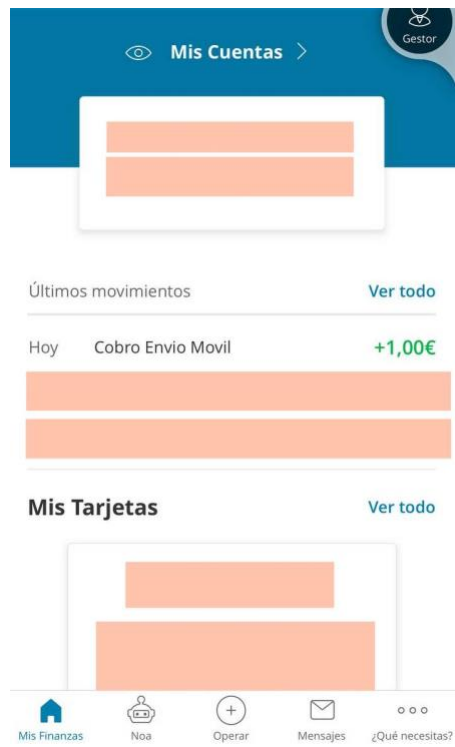 Gestor
Mis Cuentas
Últimos movimientos Ver todo
Hoy Cobro Envio Movil +1,00€
Mis Tarjetas Ver todo
Mis Finanzas Noa Operar Mensajes ¿Qué necesitas?